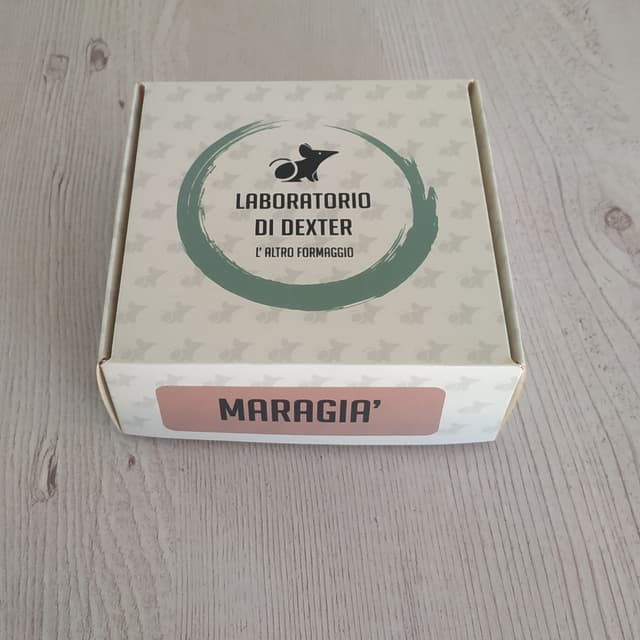 LABORATORIO
DI DEXTER
L' ALTRO FORMAGGIO
MARAGIA'